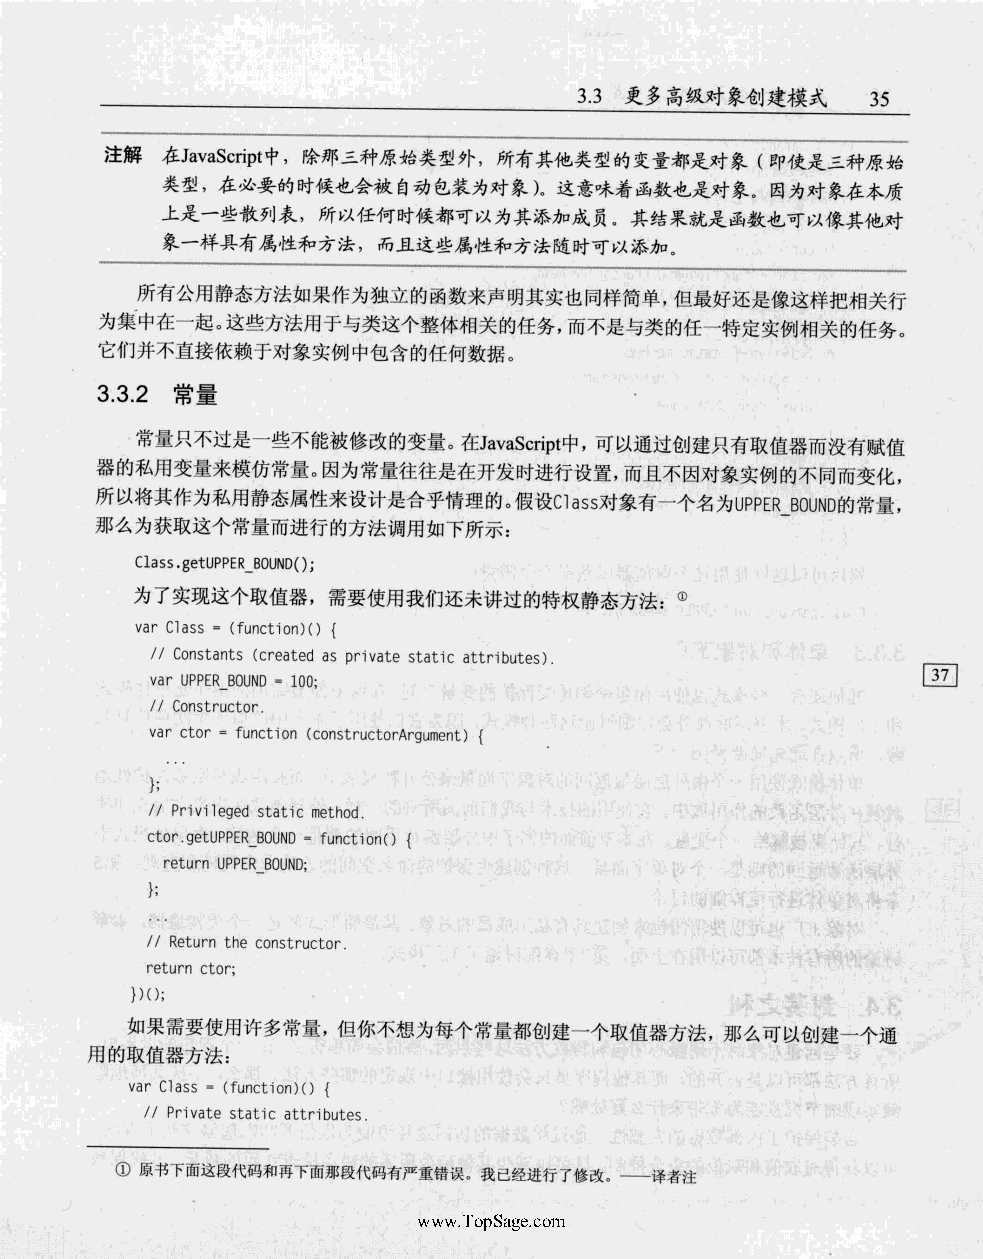 3.3 更多高级对象创建模式 35
注解 在JavaScript中，除那三种原始类型外，所有其他类型的变量都是对象（即使是三种原始
类型，在必要的时候也会被自动包装为对象）。这意味着函数也是对象。因为对象在本质
上是一些散列表，所以任何时候都可以为其添加成员。其结果就是函数也可以像其他对
象一样具有属性和方法，而且这些属性和方法随时可以添加。
所有公用静态方法如果作为独立的函数来声明其实也同样简单，但最好还是像这样把相关行
为集中在一起。这些方法用于与类这个整体相关的任务，而不是与类的任一特定实例相关的任务。
它们并不直接依赖于对象实例中包含的任何数据。
3.3.2 常量
常量只不过是一些不能被修改的变量。在JavaScript中，可以通过创建只有取值器而没有赋值
器的私用变量来模仿常量。因为常量往往是在开发时进行设置，而且不因对象实例的不同而变化，
所以将其作为私用静态属性来设计是合乎情理的。假设Class对象有一个名为UPPER_BOUND的常量，
那么为获取这个常量而进行的方法调用如下所示：
Class.getUPPER_BOUND();
为了实现这个取值器，需要使用我们还未讲过的特权静态方法：①
var Class = (function)() {
// Constants (created as private static attributes).
var UPPER_BOUND = 100;
37
// Constructor.
var ctor = function (constructorArgument) {
...
};
// Privileged static method.
ctor.getUPPER_BOUND = function() {
return UPPER_BOUND;
};
...
// Return the constructor.
return ctor;
})();
如果需要使用许多常量，但你不想为每个常量都创建一个取值器方法，那么可以创建一个通
用的取值器方法：
var Class = (function)() {
// Private static attributes.
① 原书下面这段代码和再下面那段代码有严重错误。我已经进行了修改。——译者注
www.TopSage.com